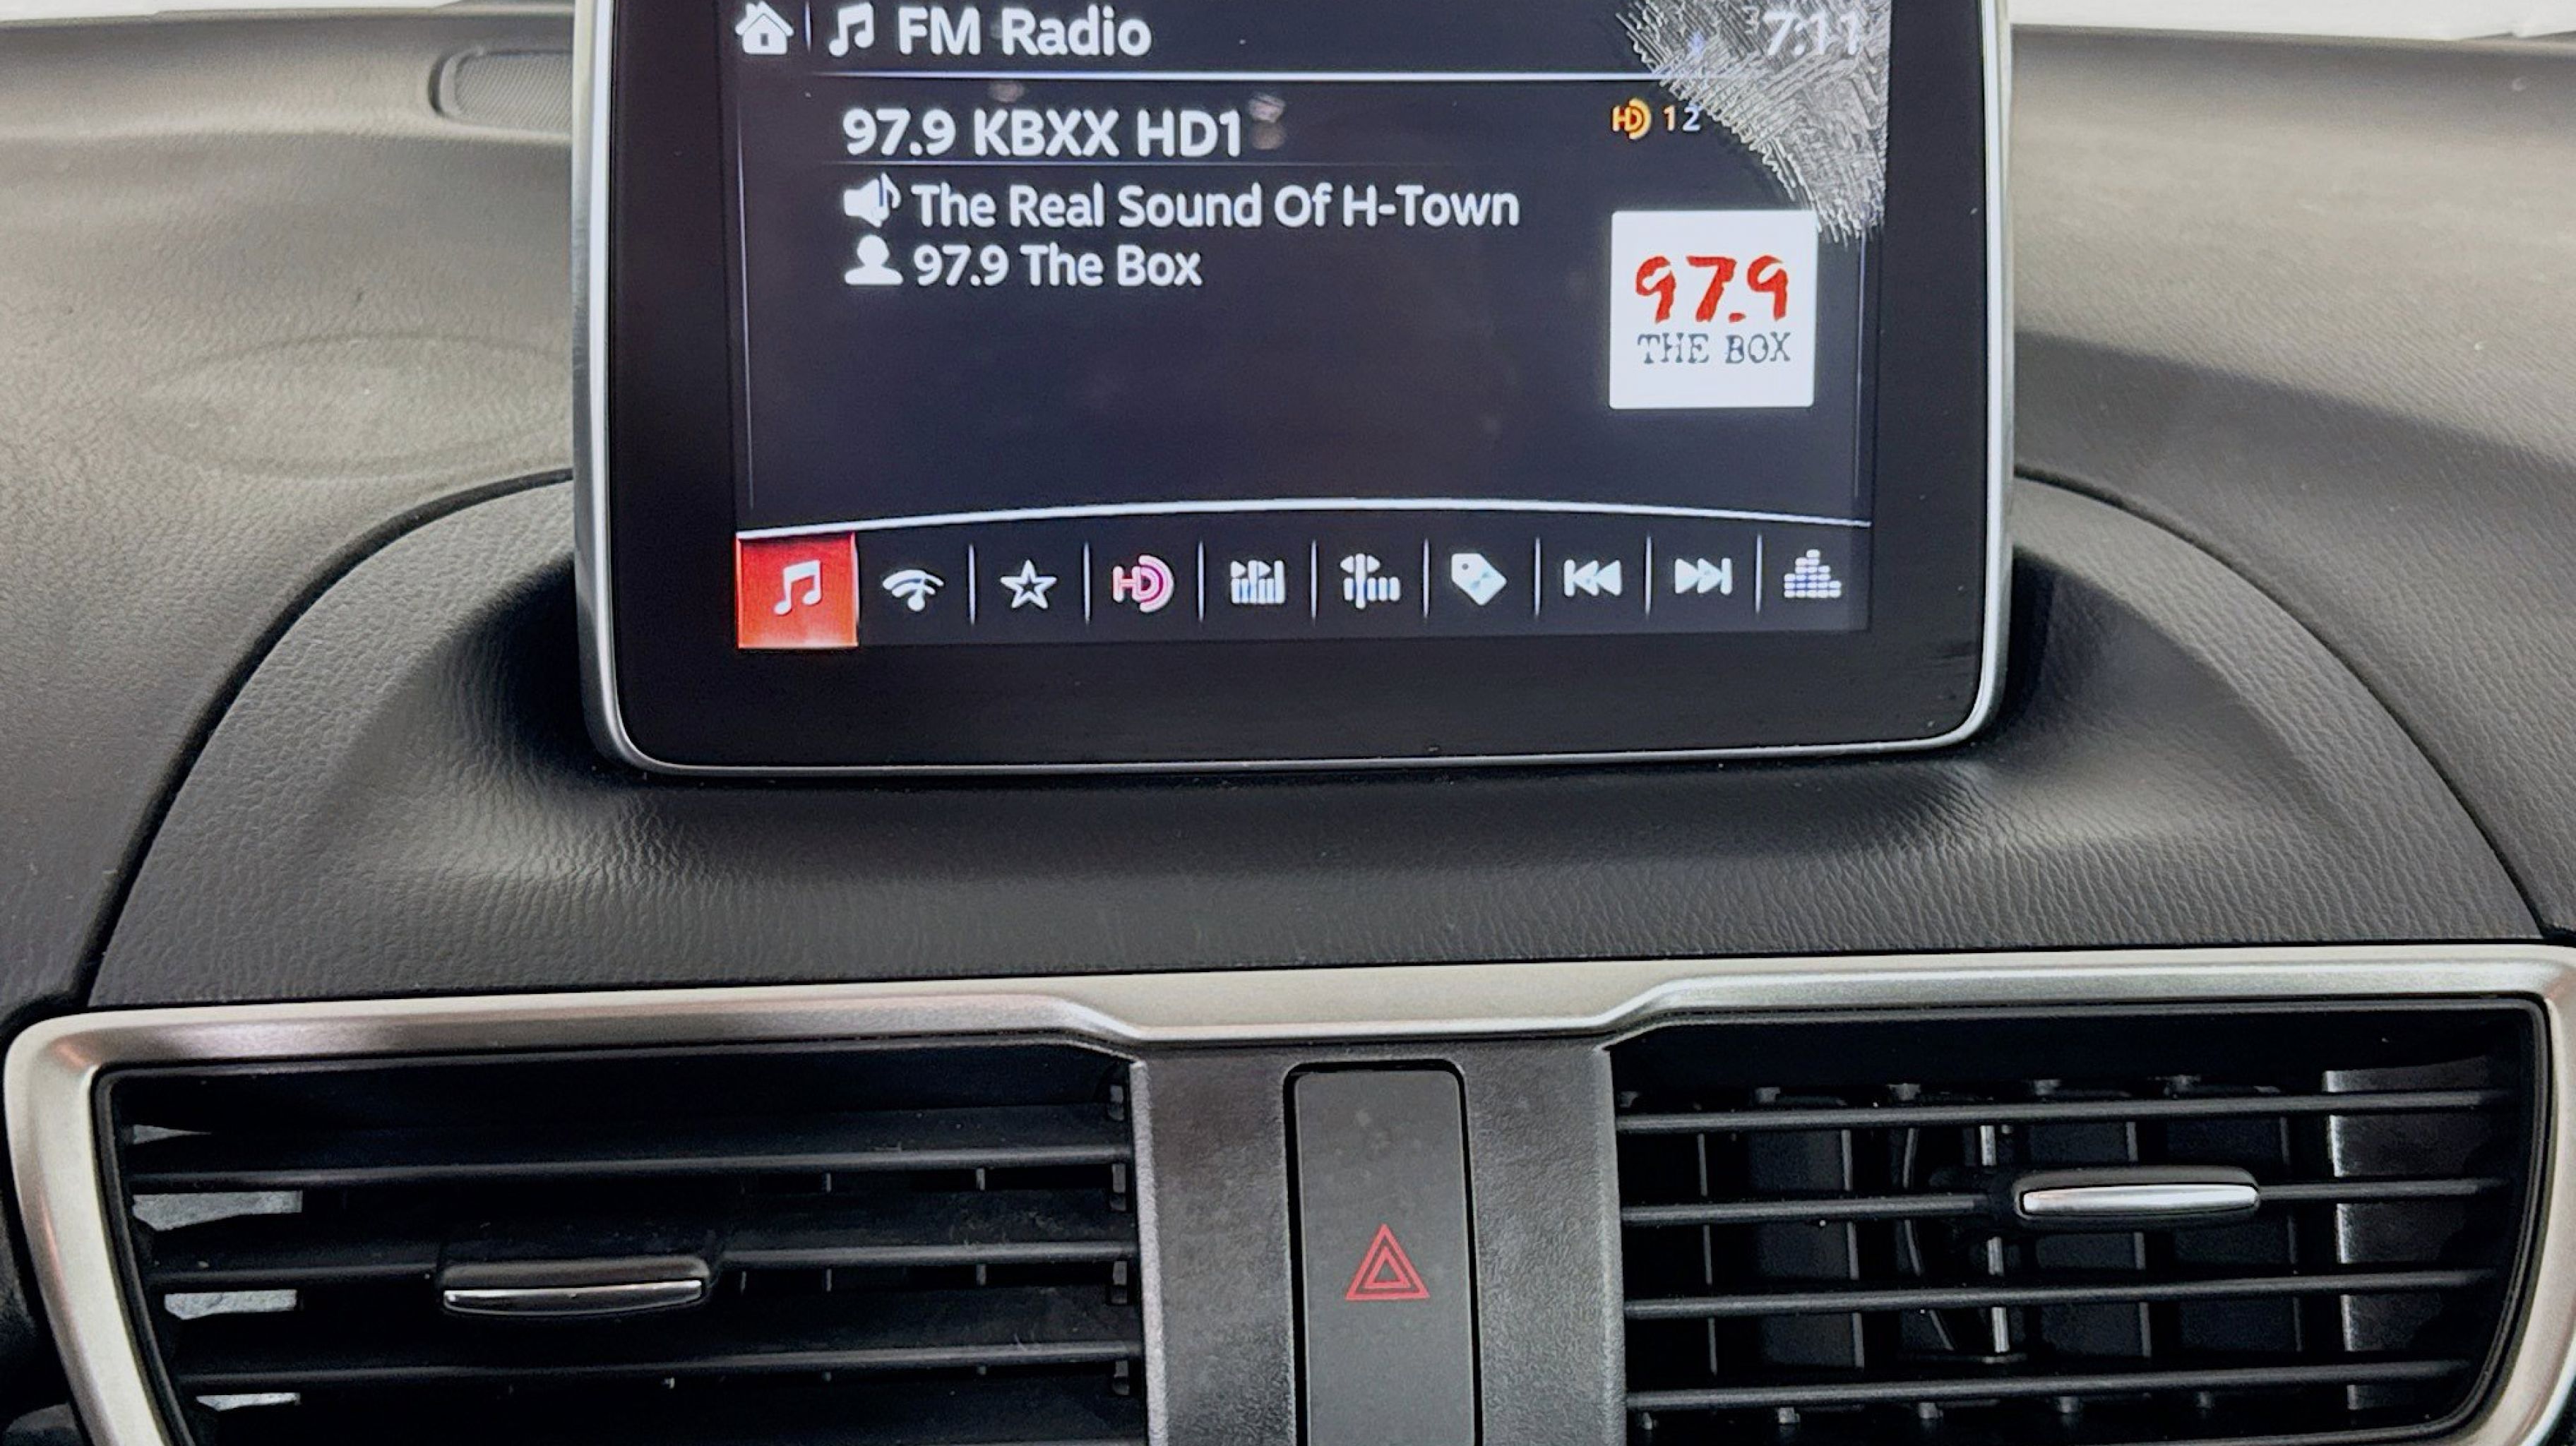 FM Radio
7:11
97.9 KBXX HD1
HD 1 2
The Real Sound Of H-Town
97.9 The Box
97.9
THE BOX
HD